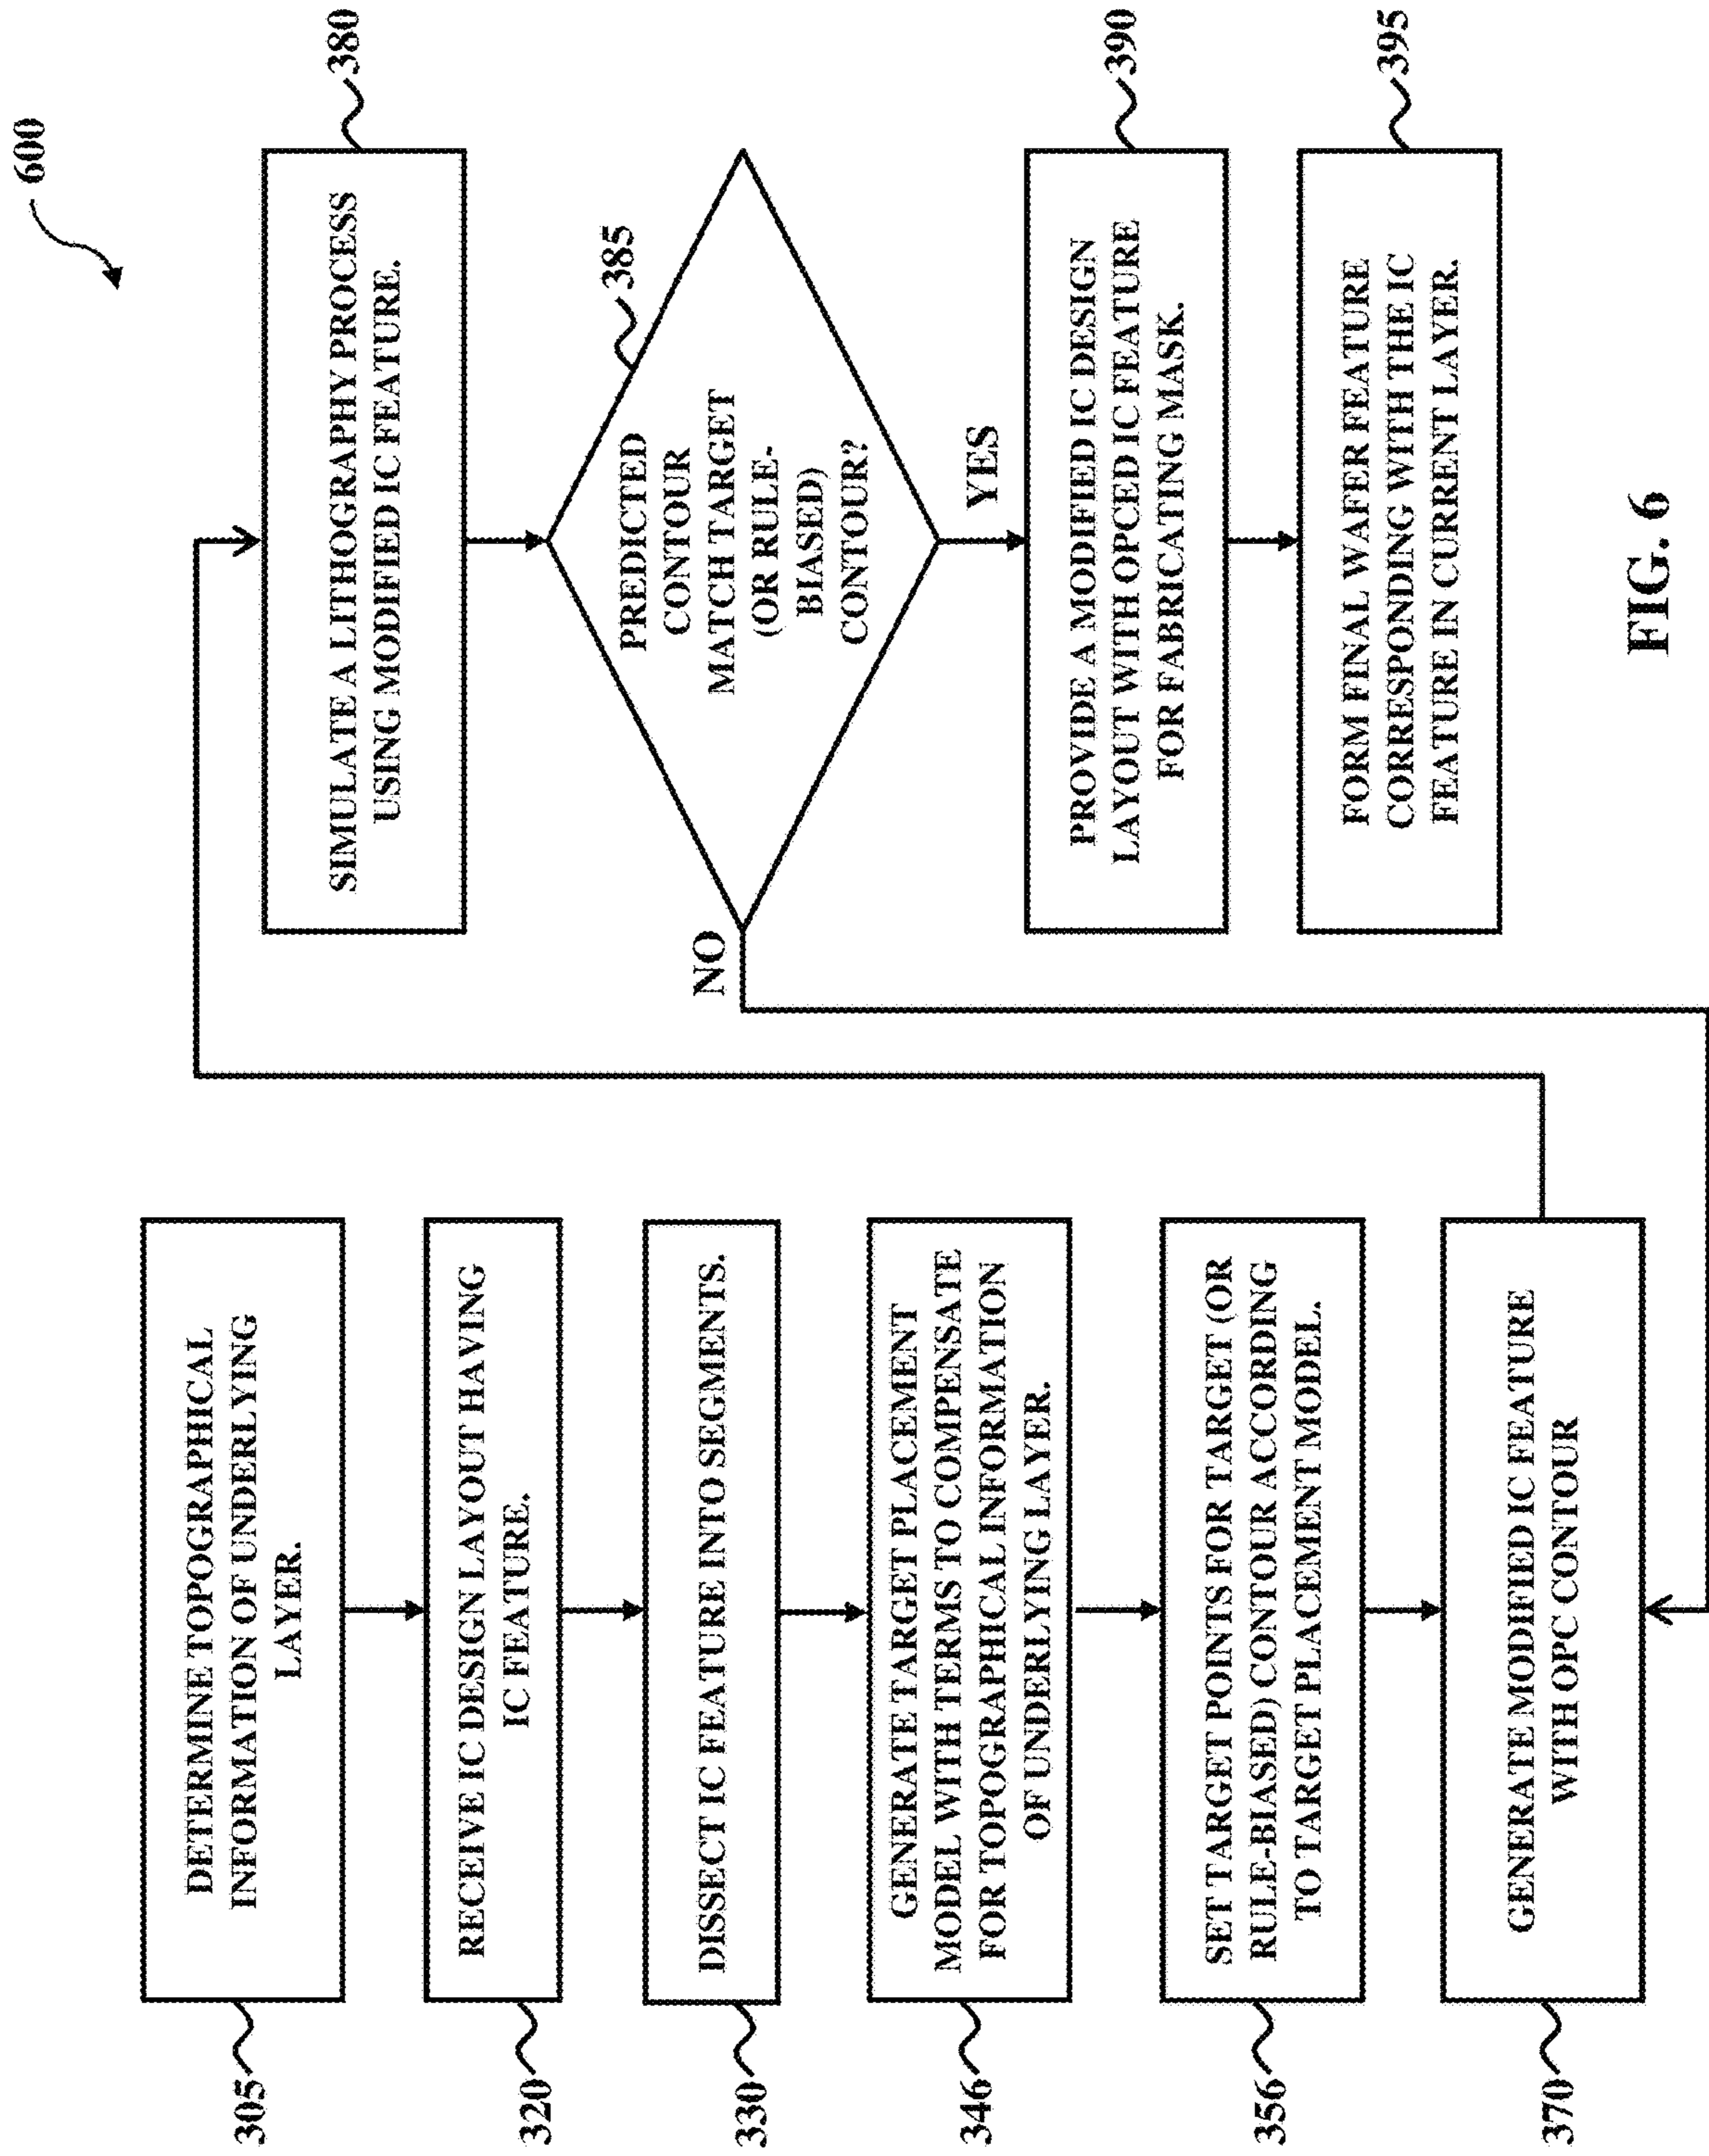 600
305
DETERMINE TOPOGRAPHICAL
INFORMATION OF UNDERLYING
LAYER.
320
RECEIVE IC DESIGN LAYOUT HAVING
IC FEATURE.
330
DISSECT IC FEATURE INTO SEGMENTS.
346
GENERATE TARGET PLACEMENT
MODEL WITH TERMS TO COMPENSATE
FOR TOPOGRAPHICAL INFORMATION
OF UNDERLYING LAYER.
356
SET TARGET POINTS FOR TARGET (OR
RULE-BIASED) CONTOUR ACCORDING
TO TARGET PLACEMENT MODEL.
370
GENERATE MODIFIED IC FEATURE
WITH OPC CONTOUR
380
SIMULATE A LITHOGRAPHY PROCESS
USING MODIFIED IC FEATURE.
385
PREDICTED
CONTOUR
MATCH TARGET
(OR RULE-
BIASED)
CONTOUR?
NO
YES
390
PROVIDE A MODIFIED IC DESIGN
LAYOUT WITH OPCED IC FEATURE
FOR FABRICATING MASK.
395
FORM FINAL WAFER FEATURE
CORRESPONDING WITH THE IC
FEATURE IN CURRENT LAYER.
FIG. 6